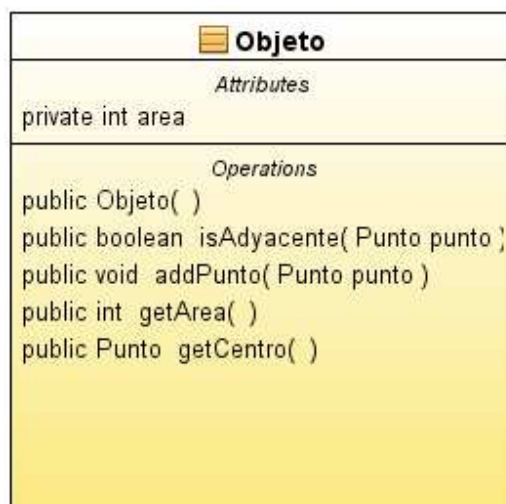 Objeto
Attributes
private int area
Operations
public Objeto( )
public boolean isAdyacente( Punto punto )
public void addPunto( Punto punto )
public int getArea( )
public Punto getCentro( )